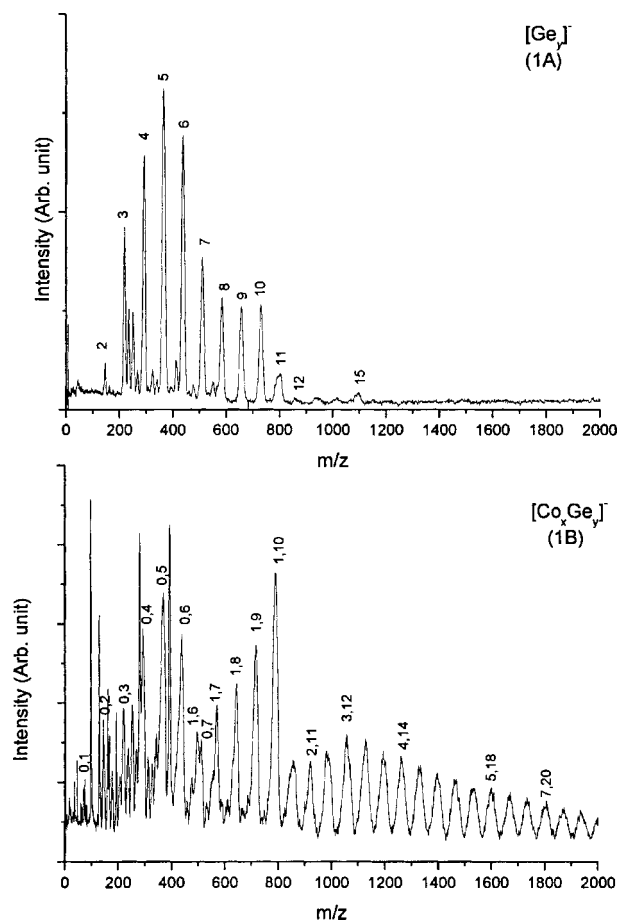 [Ge_y]^-
(1A)
Intensity (Arb. unit)
2
3
4
5
6
7
8
9
10
11
12
15
0 200 400 600 800 1000 1200 1400 1600 1800 2000
m/z
[Co_xGe_y]^-
(1B)
Intensity (Arb. unit)
0,1
0,2
0,3
0,4
0,5
0,6
1,6
0,7
1,7
1,8
1,9
1,10
2,11
3,12
4,14
5,18
7,20
0 200 400 600 800 1000 1200 1400 1600 1800 2000
m/z